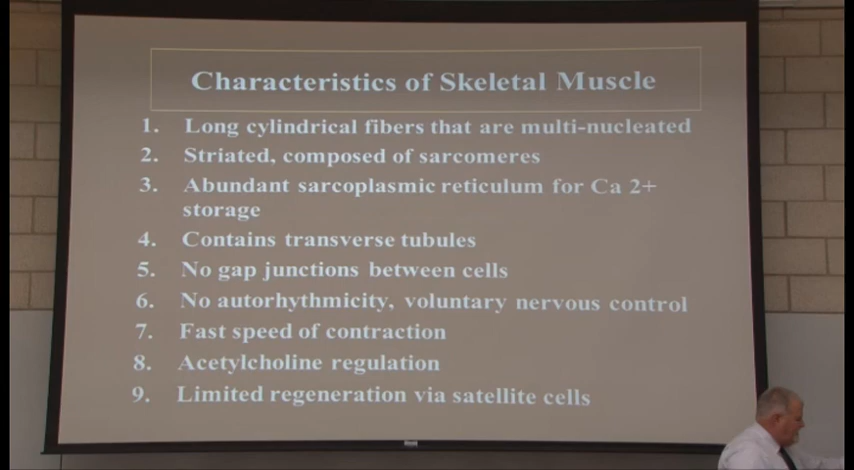 Characteristics of Skeletal Muscle
1. Long cylindrical fibers that are multi-nucleated
2. Striated, composed of sarcomeres
3. Abundant sarcoplasmic reticulum for Ca 2+
storage
4. Contains transverse tubules
5. No gap junctions between cells
6. No autorhythmicity, voluntary nervous control
7. Fast speed of contraction
8. Acetylcholine regulation
9. Limited regeneration via satellite cells